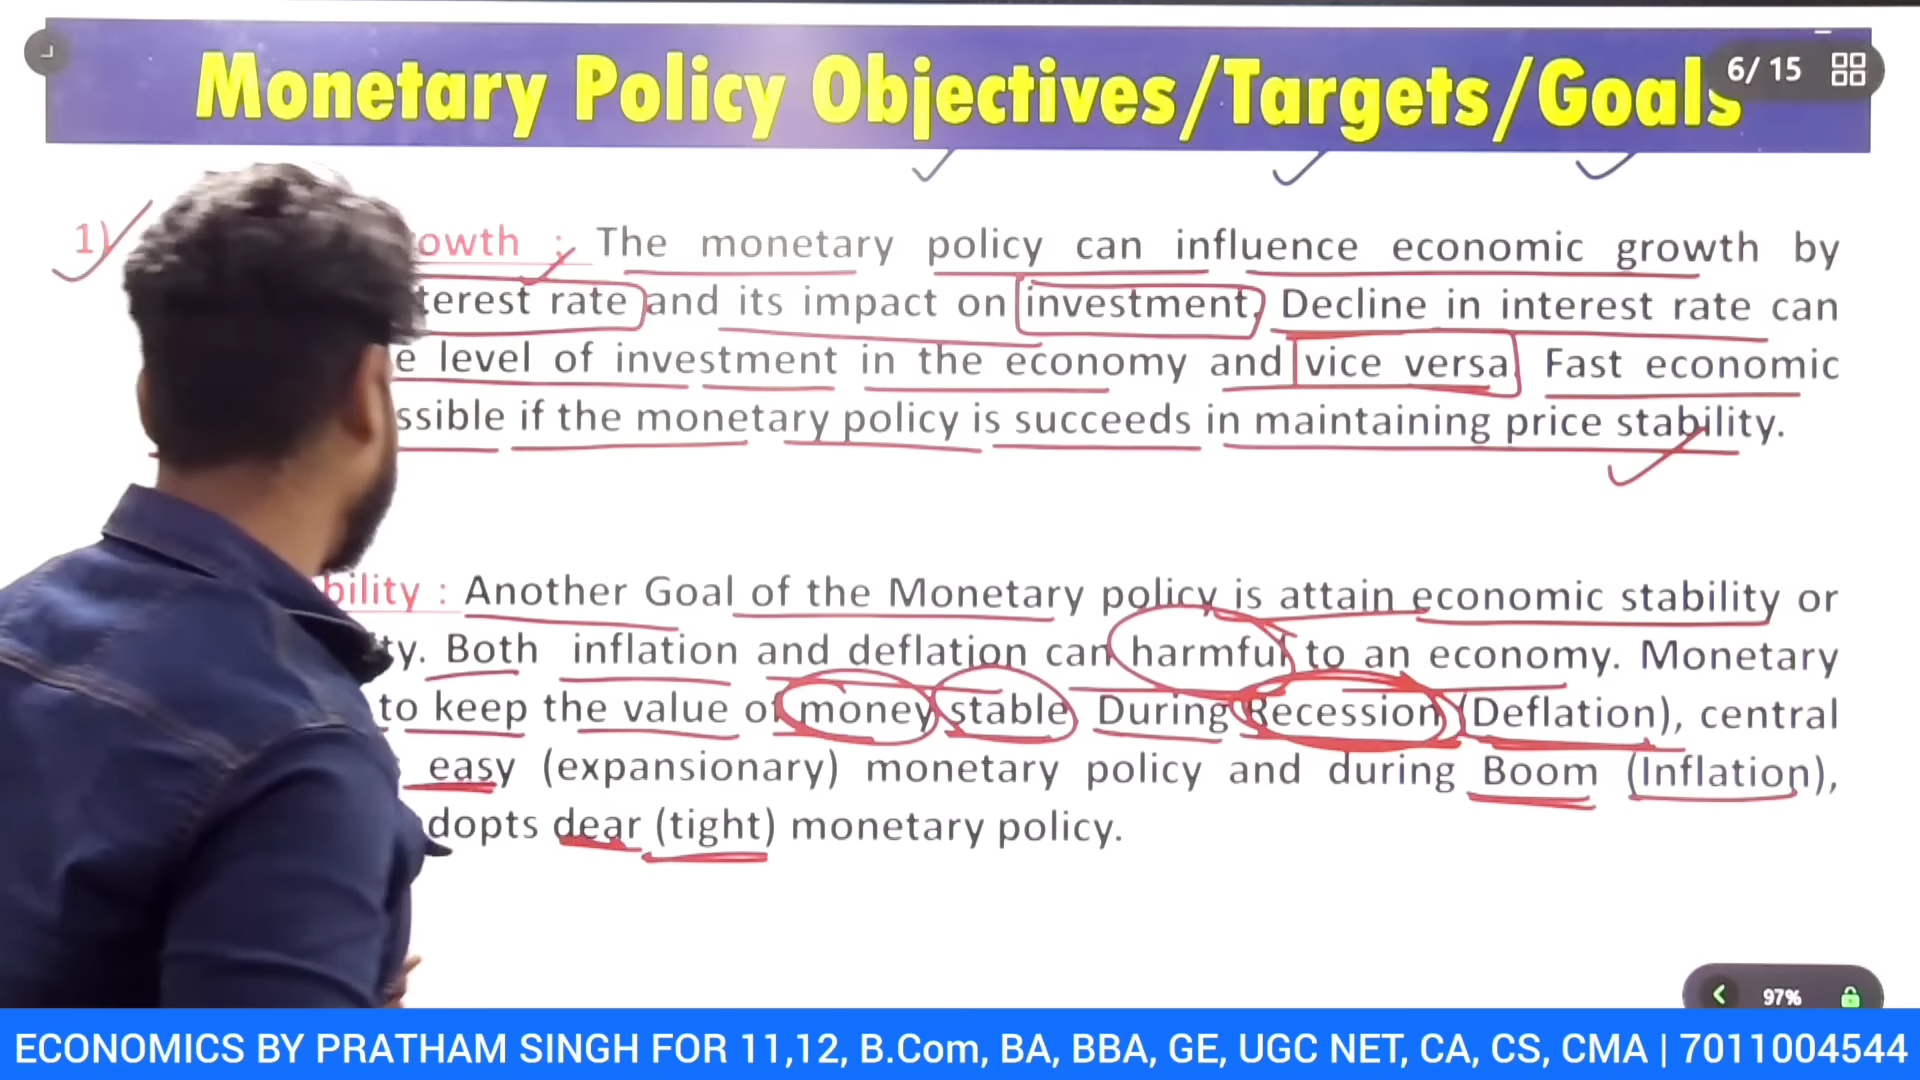 Monetary Policy Objectives/Targets/Goals
6/ 15
1) owth : The monetary policy can influence economic growth by
terest rate and its impact on investment. Decline in interest rate can
e level of investment in the economy and vice versa. Fast economic
ssible if the monetary policy is succeeds in maintaining price stability.
bility : Another Goal of the Monetary policy is attain economic stability or
ty. Both inflation and deflation can harmful to an economy. Monetary
to keep the value of money stable. During Recession (Deflation), central
easy (expansionary) monetary policy and during Boom (Inflation),
dopts dear (tight) monetary policy.
97%
ECONOMICS BY PRATHAM SINGH FOR 11,12, B.Com, BA, BBA, GE, UGC NET, CA, CS, CMA | 7011004544